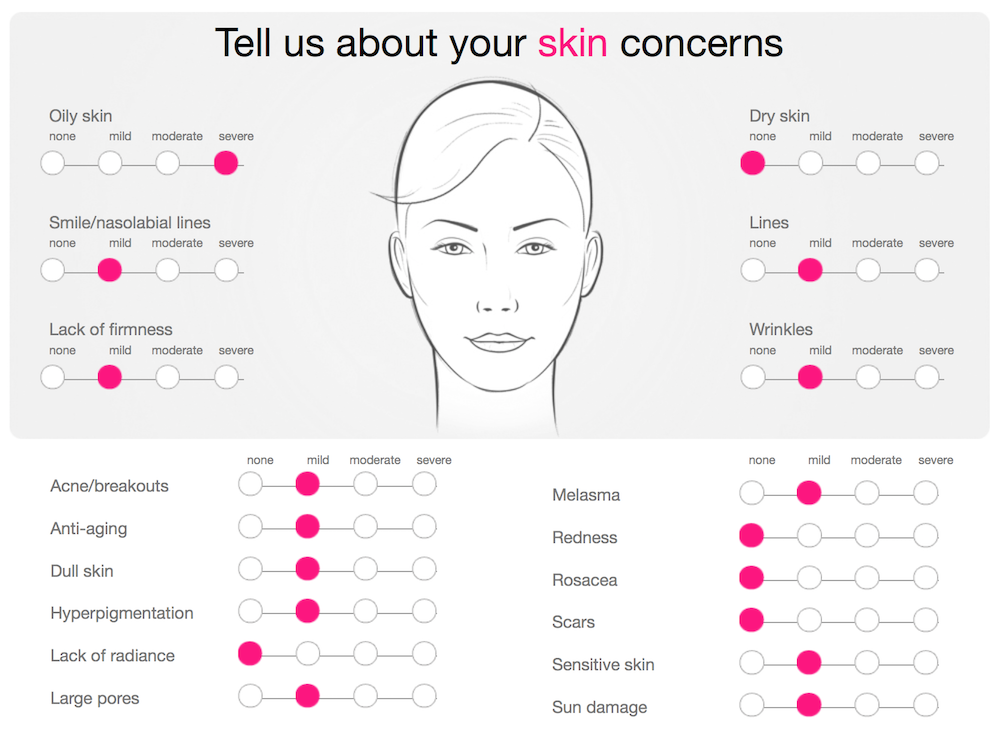 Tell us about your skin concerns
Oily skin
none mild moderate severe
Smile/nasolabial lines
none mild moderate severe
Lack of firmness
none mild moderate severe
Dry skin
none mild moderate severe
Lines
none mild moderate severe
Wrinkles
none mild moderate severe
none mild moderate severe
Acne/breakouts
Anti-aging
Dull skin
Hyperpigmentation
Lack of radiance
Large pores
none mild moderate severe
Melasma
Redness
Rosacea
Scars
Sensitive skin
Sun damage